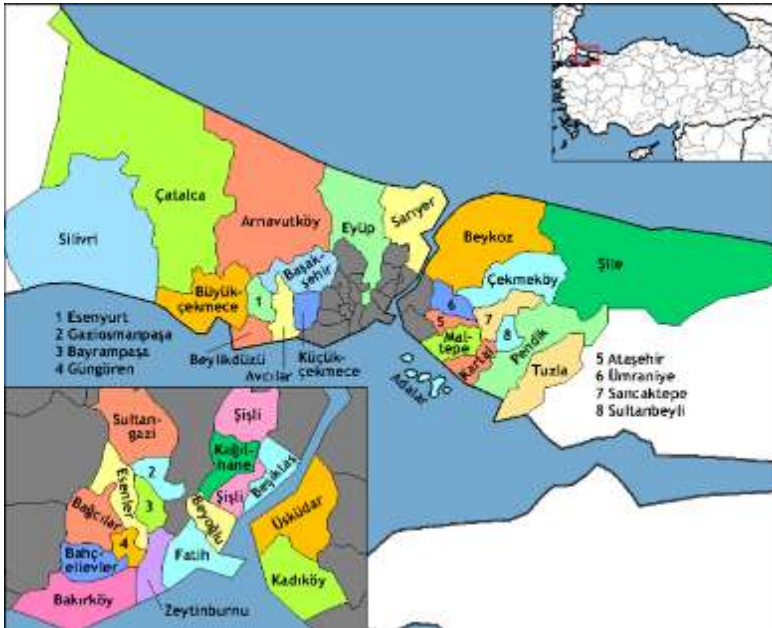 Çatalca
Silivri
Arnavutköy
Eyüp
Sarıyer
Başak-
şehir
Büyük-
çekmece
1
Beylikdüzü
Avcılar
Küçük-
çekmece
1 Esenyurt
2 Gaziosmanpaşa
3 Bayrampaşa
4 Güngören
Beykoz
Şile
Çekmeköy
6
5
7
8
Mal-
tepe
Kartal
Pendik
Tuzla
Adalar
5 Ataşehir
6 Ümraniye
7 Sancaktepe
8 Sultanbeyli
Sultan-
gazi
Şişli
Kağıt-
hane
Şişli
Beşiktaş
Beyoğlu
Esenler
2
3
4
Bağcılar
Bahç-
elievler
Bakırköy
Fatih
Zeytinburnu
Üsküdar
Kadıköy